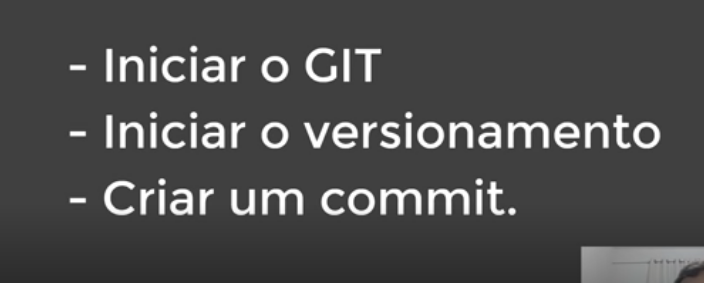 - Iniciar o GIT
- Iniciar o versionamento
- Criar um commit.